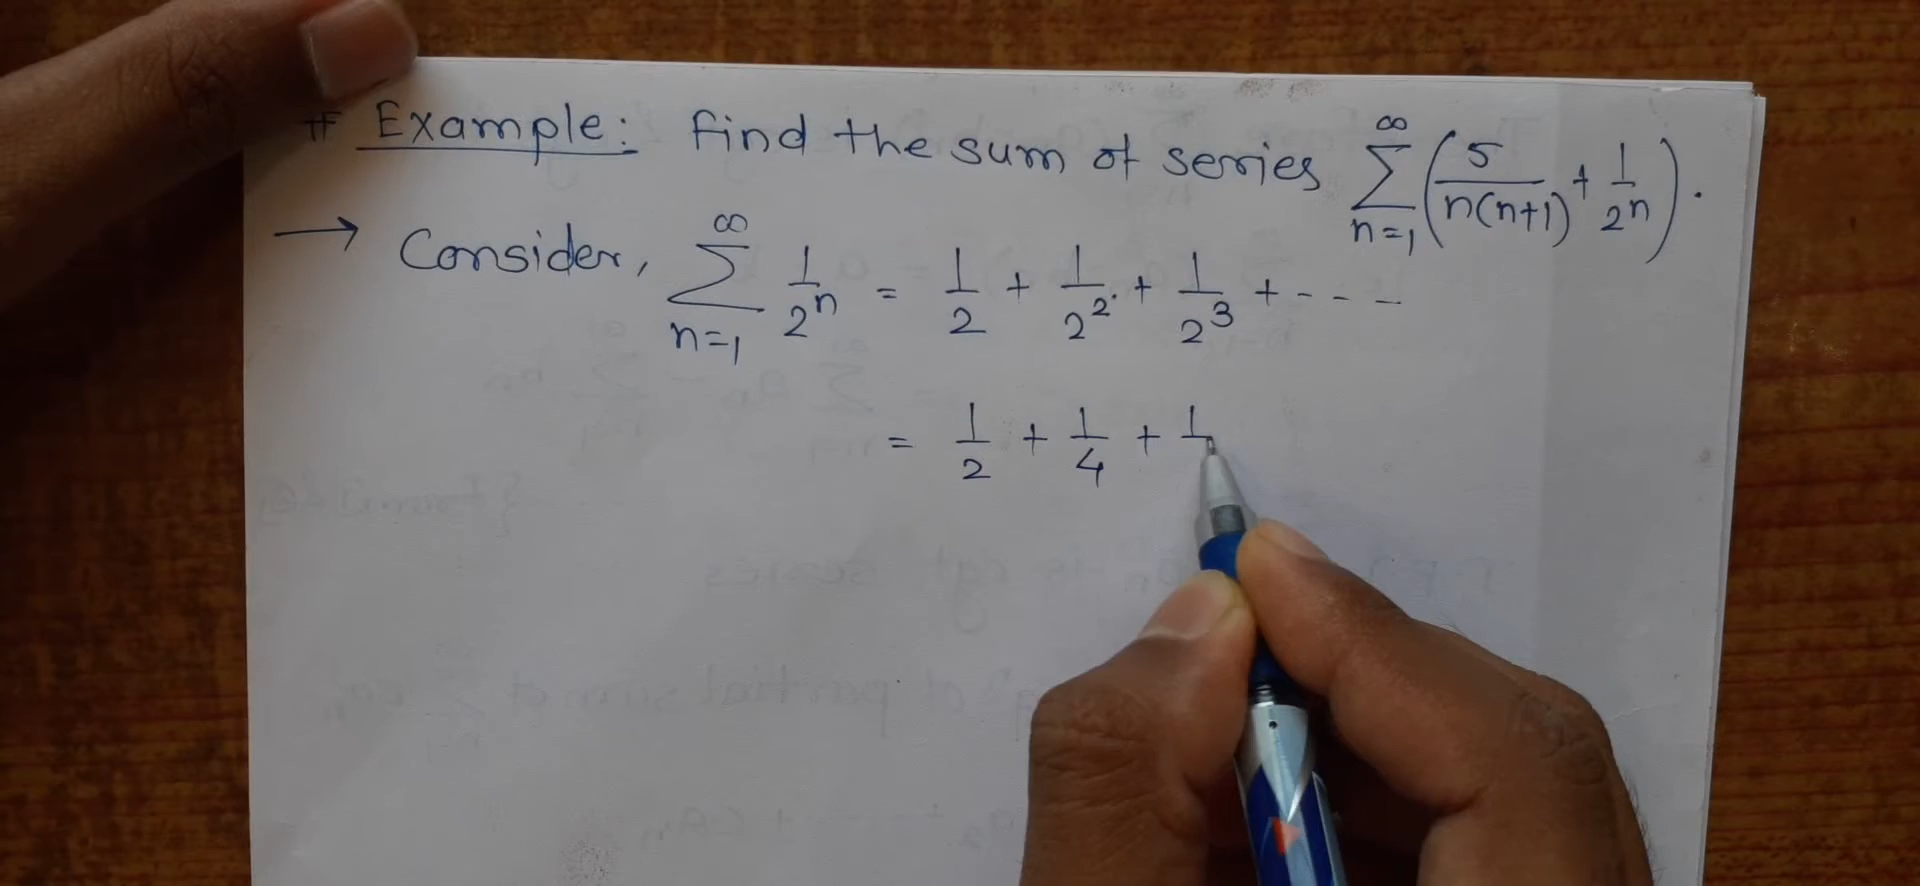 # Example: find the sum of series ∞ Σ n=1 (5/n(n+1) + 1/2^n).
→ Consider, ∞ Σ n=1 1/2^n = 1/2 + 1/2^2 + 1/2^3 + - - -
= 1/2 + 1/4 + 1